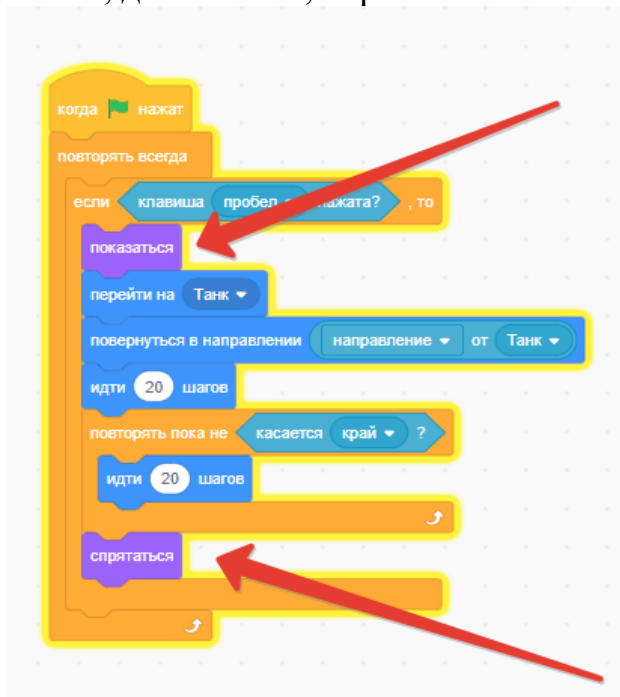 когда нажат
повторять всегда
если клавиша пробел нажата? , то
показаться
перейти на Танк
повернуться в направлении направление от Танк
идти 20 шагов
повторять пока не касается край ?
идти 20 шагов
спрятаться